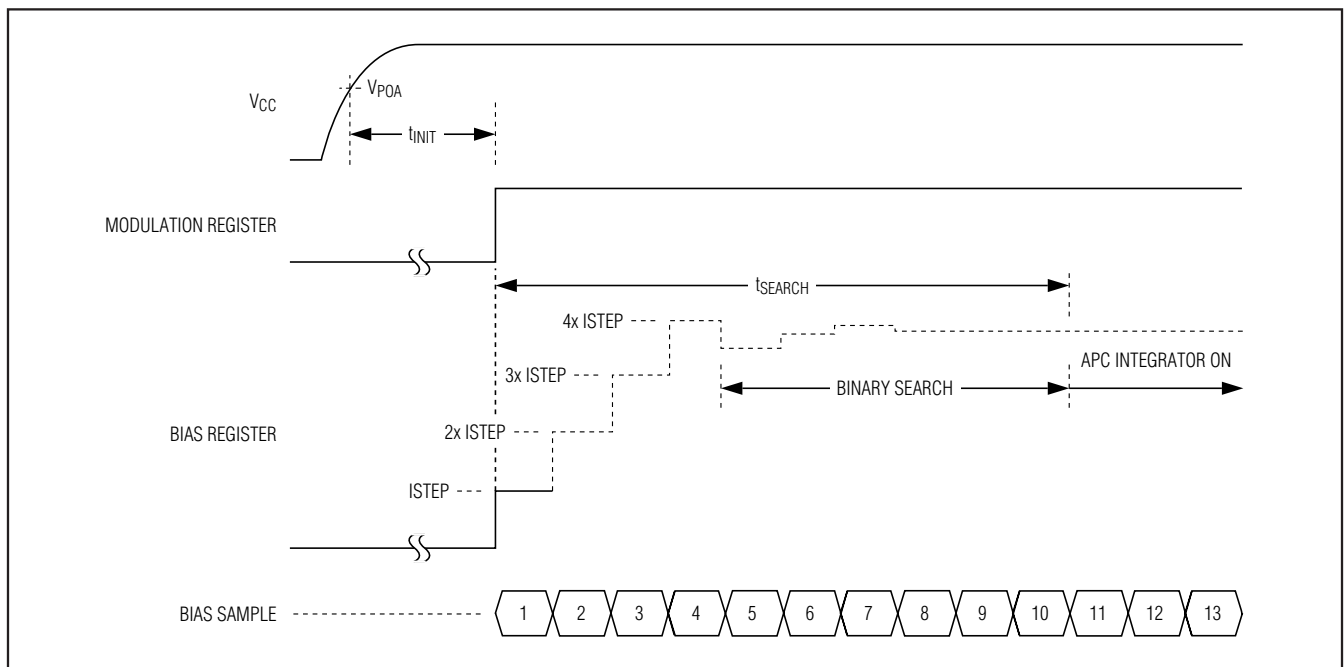 VCC
VPOA
tINIT
MODULATION REGISTER
tSEARCH
4x ISTEP
3x ISTEP
APC INTEGRATOR ON
BINARY SEARCH
2x ISTEP
BIAS REGISTER
ISTEP
BIAS SAMPLE
1 2 3 4 5 6 7 8 9 10 11 12 13